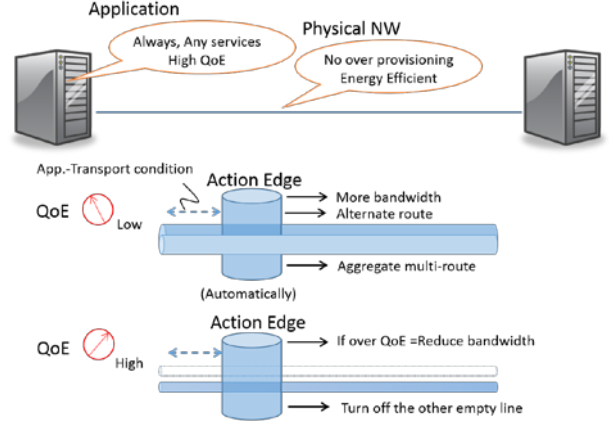 Application
Always, Any services
High QoE
Physical NW
No over provisioning
Energy Efficient
App.-Transport condition
Action Edge
QoE
Low
More bandwidth
Alternate route
Aggregate multi-route
(Automatically)
Action Edge
QoE
High
If over QoE =Reduce bandwidth
Turn off the other empty line